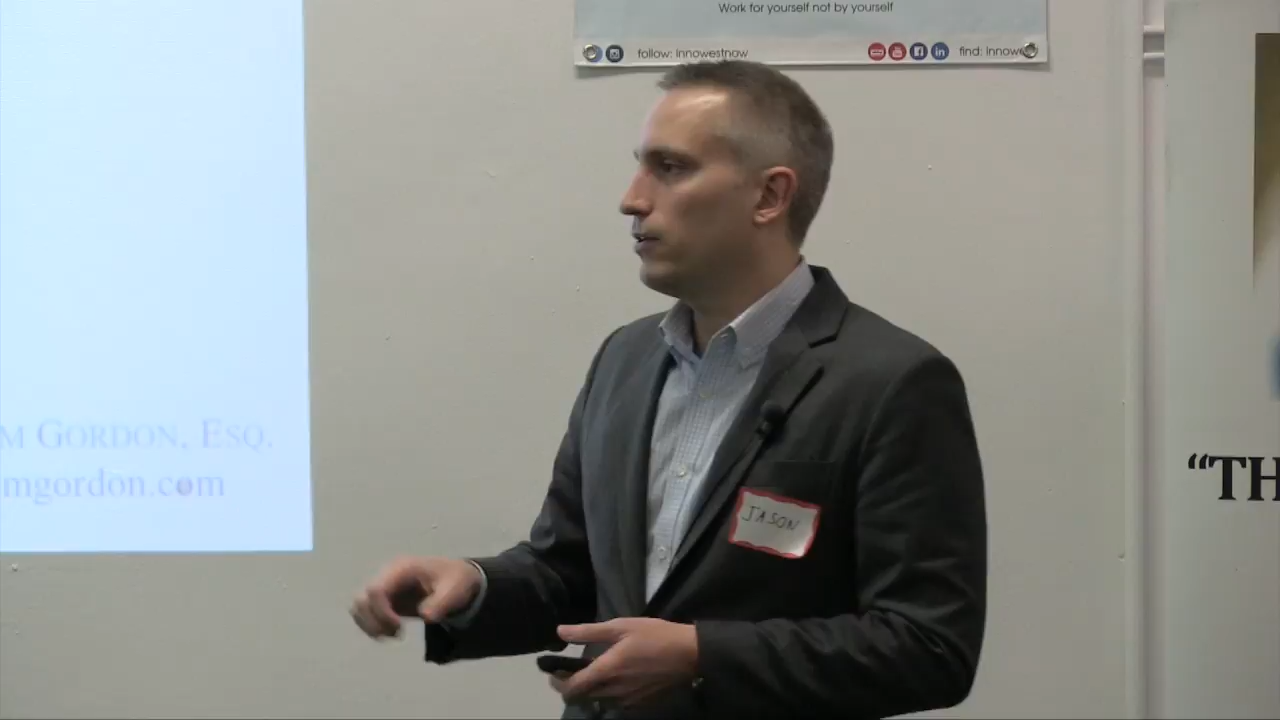 Work for yourself not by yourself
follow: innowestnow
find: innow
M GORDON, ESQ.
mgordon.com
JASON
“TH